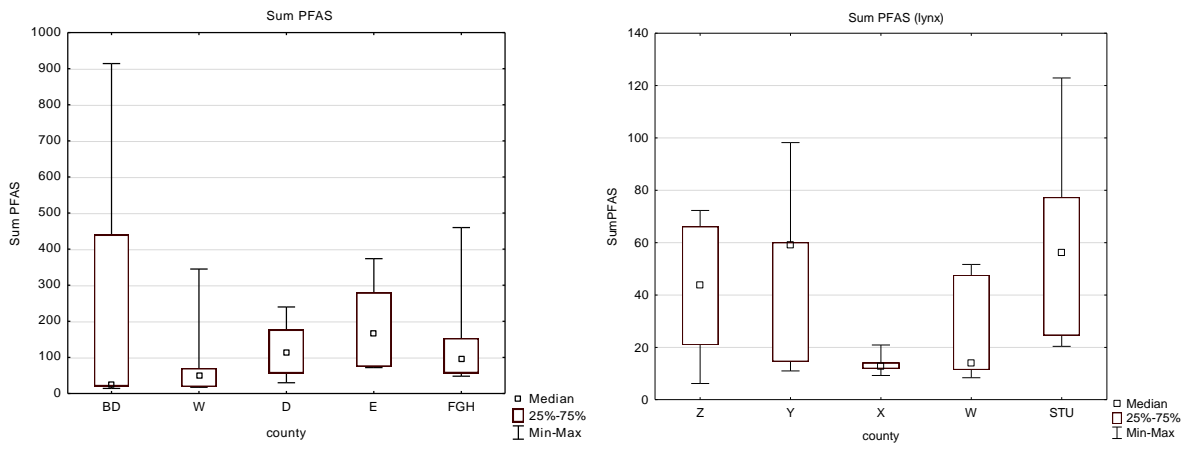 Sum PFAS
1000
900
800
700
600
500
400
300
200
100
0
Sum PFAS
BD W D E FGH
county
Median
25%-75%
Min-Max
Sum PFAS (lynx)
140
120
100
80
60
40
20
0
SumPFAS
Z Y X W STU
county
Median
25%-75%
Min-Max